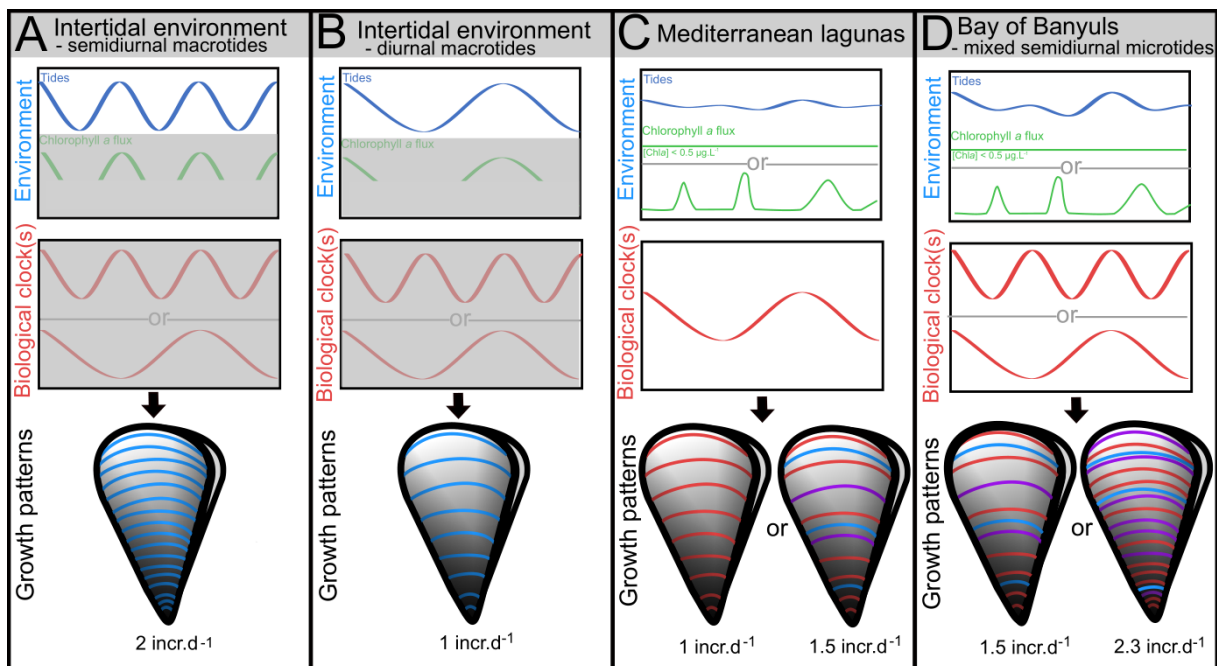 A Intertidal environment
- semidiurnal macrotides
Environment
Tides
Chlorophyll a flux
Biological clock(s)
or
Growth patterns
2 incr.d-1
B Intertidal environment
- diurnal macrotides
Environment
Tides
Chlorophyll a flux
Biological clock(s)
or
Growth patterns
1 incr.d-1
C Mediterranean lagunas
Environment
Tides
Chlorophyll a flux
[Chla] < 0.5 µg.L-1
or
Biological clock(s)
Growth patterns
or
1 incr.d-1
1.5 incr.d-1
D Bay of Banyuls
- mixed semidiurnal microtides
Environment
Tides
Chlorophyll a flux
[Chla] < 0.5 µg.L-1
or
Biological clock(s)
or
Growth patterns
or
1.5 incr.d-1
2.3 incr.d-1